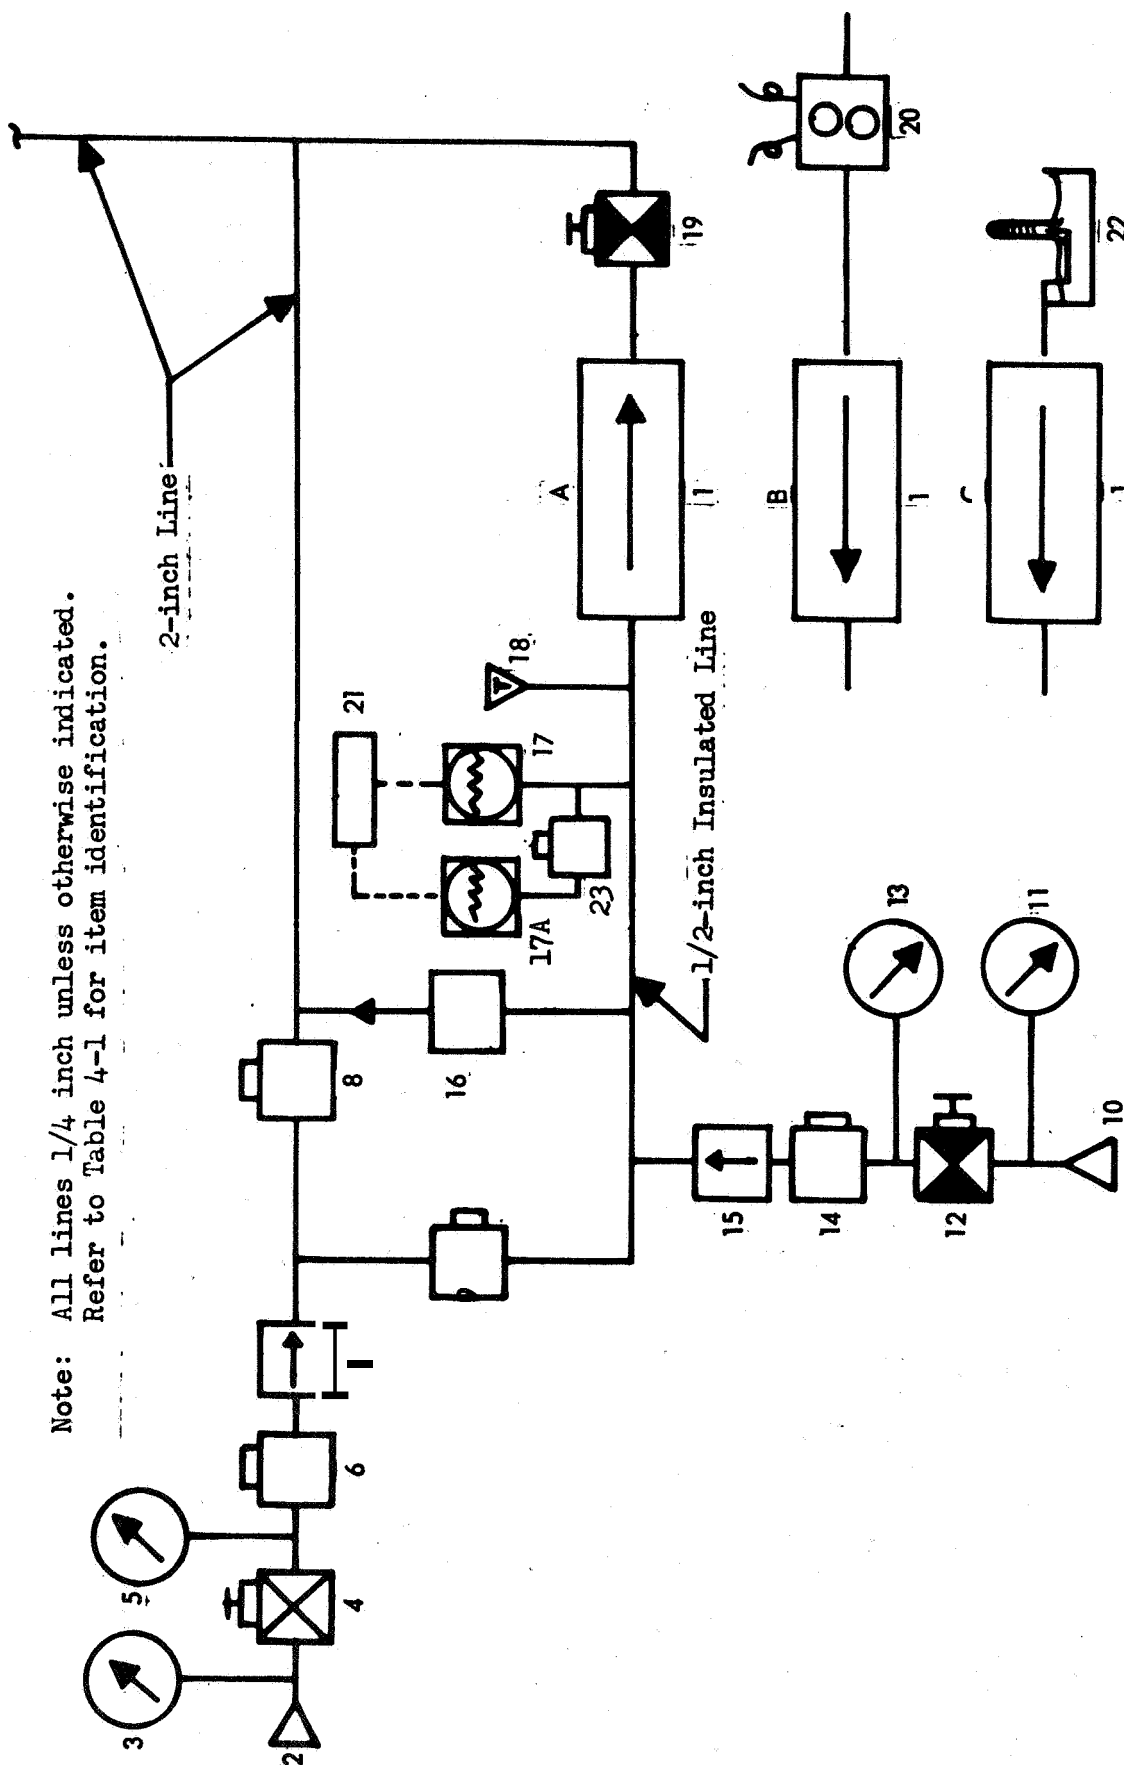 Note: All lines 1/4 inch unless otherwise indicated.
Refer to Table 4-1 for item identification.
2-inch Line
3
5
2
4
6
8
16
21
17A
17
23
18
A
1
19
1/2-inch Insulated Line
15
14
12
10
13
11
B
1
20
a
b
1
22